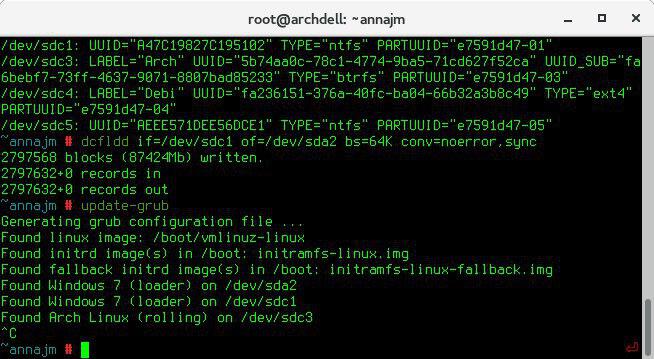 root@archdell: ~annajm
/dev/sdc1: UUID="A47C19827C195102" TYPE="ntfs" PARTUUID="e7591d47-01"
/dev/sdc3: LABEL="Arch" UUID="5b74aa0c-78c1-4774-9ba5-71cd627f52ca" UUID_SUB="fa
6bebf7-73ff-4637-9071-8807bad85233" TYPE="btrfs" PARTUUID="e7591d47-03"
/dev/sdc4: LABEL="Debi" UUID="fa236151-376a-40fc-ba04-66b32a3b8c49" TYPE="ext4"
PARTUUID="e7591d47-04"
/dev/sdc5: UUID="AEEE571DEE56DCE1" TYPE="ntfs" PARTUUID="e7591d47-05"
~annajm # dcfldd if=/dev/sdc1 of=/dev/sda2 bs=64K conv=noerror,sync
2797568 blocks (87424Mb) written.
2797632+0 records in
2797632+0 records out
~annajm # update-grub
Generating grub configuration file ...
Found linux image: /boot/vmlinuz-linux
Found initrd image(s) in /boot: initramfs-linux.img
Found fallback initrd image(s) in /boot: initramfs-linux-fallback.img
Found Windows 7 (loader) on /dev/sda2
Found Windows 7 (loader) on /dev/sdc1
Found Arch Linux (rolling) on /dev/sdc3
^C
~annajm #